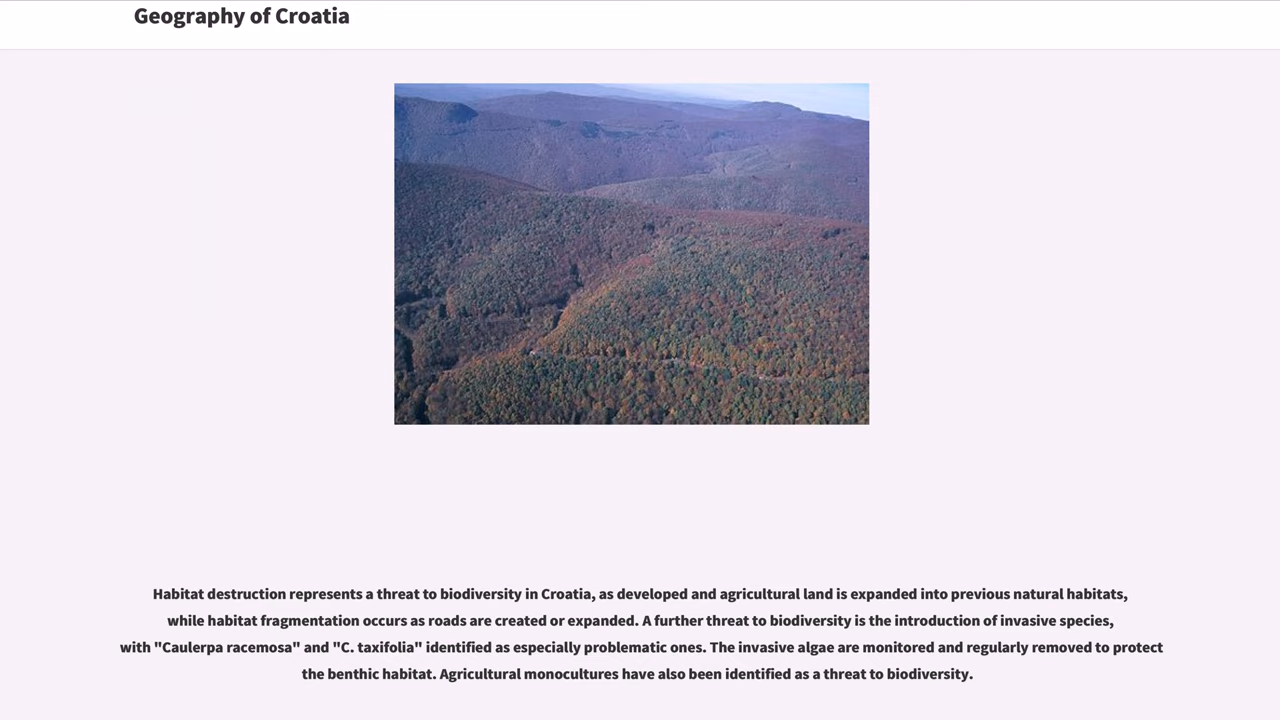 Geography of Croatia
Habitat destruction represents a threat to biodiversity in Croatia, as developed and agricultural land is expanded into previous natural habitats,
while habitat fragmentation occurs as roads are created or expanded. A further threat to biodiversity is the introduction of invasive species,
with "Caulerpa racemosa" and "C. taxifolia" identified as especially problematic ones. The invasive algae are monitored and regularly removed to protect
the benthic habitat. Agricultural monocultures have also been identified as a threat to biodiversity.